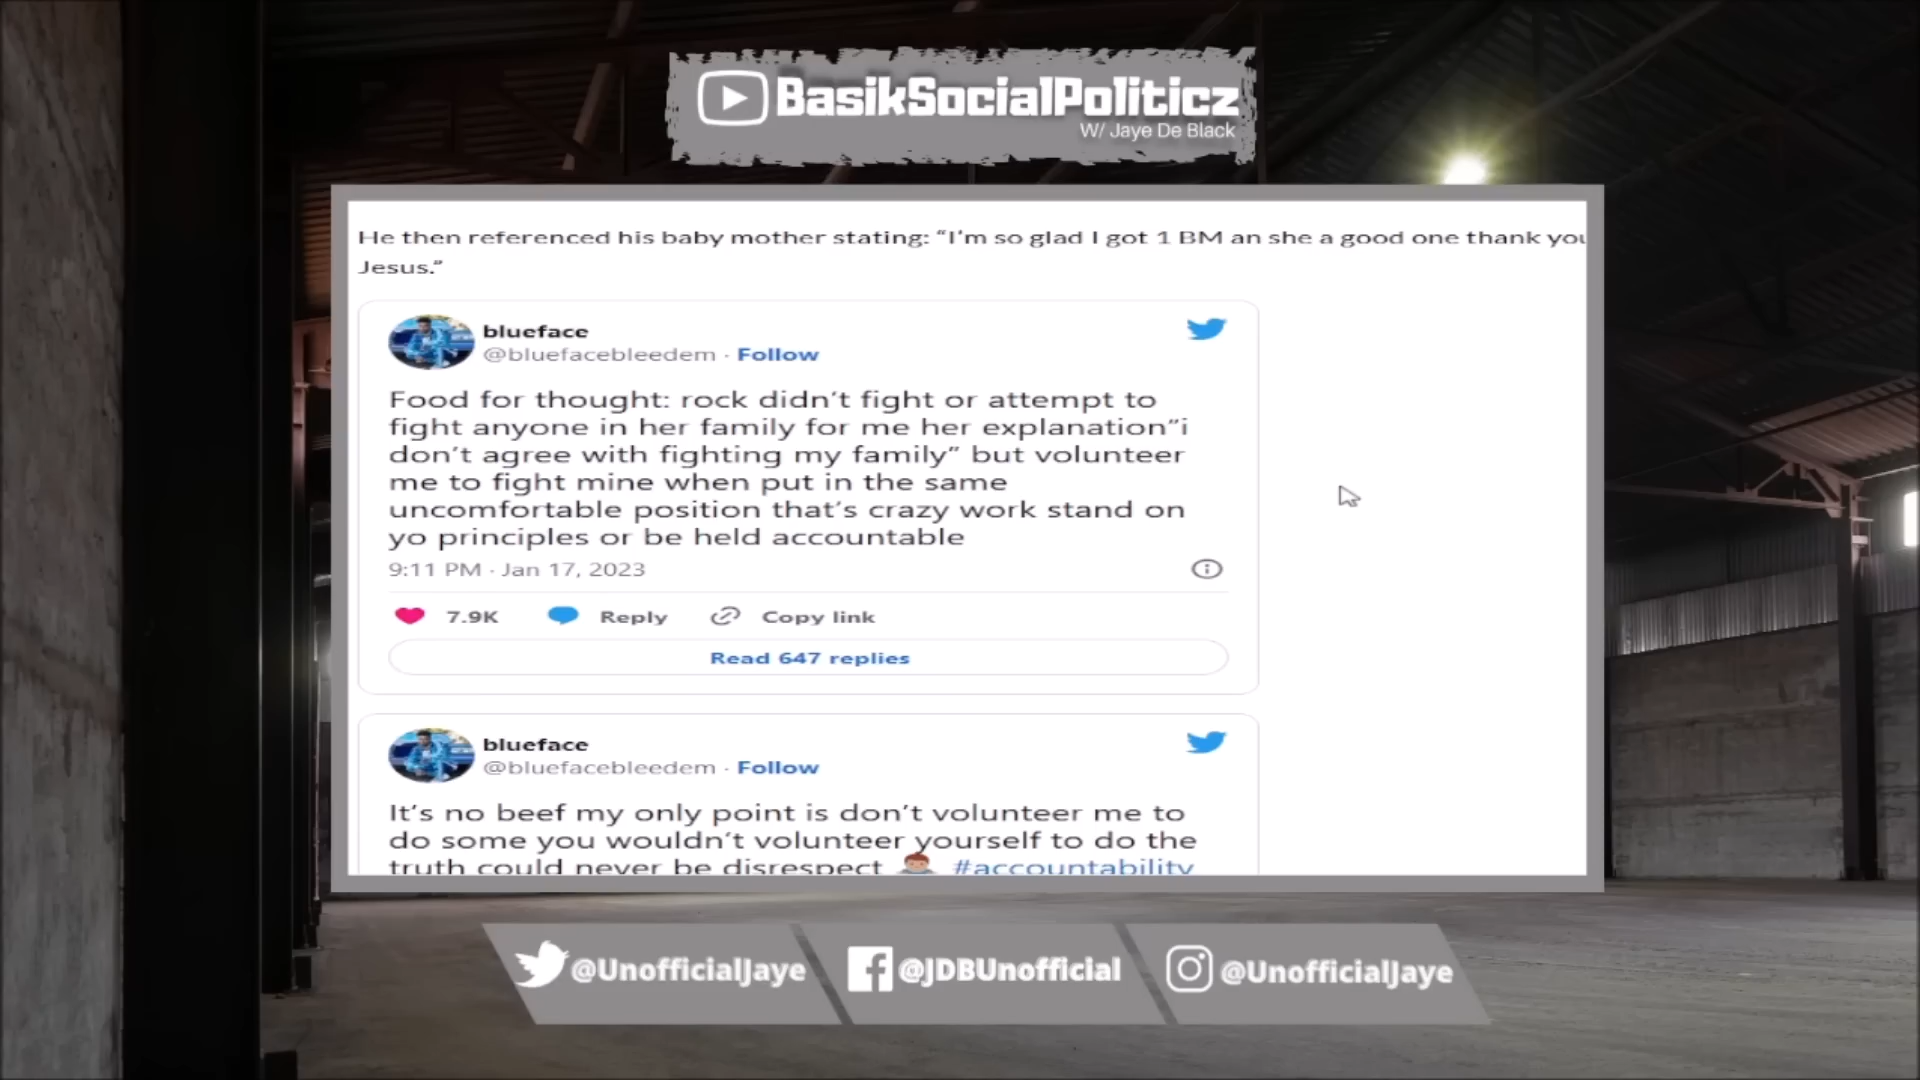 BasikSocialPoliticz
W/ Jaye De Black
He then referenced his baby mother stating: “I’m so glad I got 1 BM an she a good one thank you
Jesus.”
blueface
@bluefacebleedem · Follow
Food for thought: rock didn’t fight or attempt to
fight anyone in her family for me her explanation”i
don’t agree with fighting my family” but volunteer
me to fight mine when put in the same
uncomfortable position that’s crazy work stand on
yo principles or be held accountable
9:11 PM · Jan 17, 2023
7.9K Reply Copy link
Read 647 replies
blueface
@bluefacebleedem · Follow
It’s no beef my only point is don’t volunteer me to
do some you wouldn’t volunteer yourself to do the
truth could never be disrespect #accountability
@UnofficialJaye @JDBUnofficial @UnofficialJaye